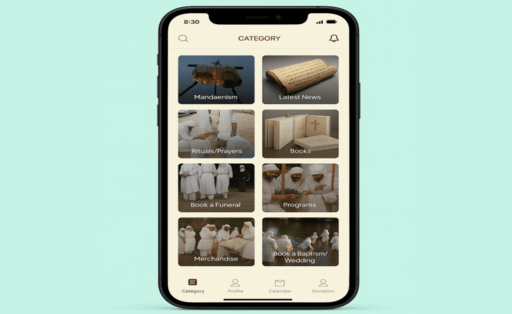 8:30
CATEGORY
Mandaenism
Latest News
Rituals/Prayers
Books
Book a Funeral
Programs
Merchandise
Book a Baptism/
Wedding
Category
Profile
Calendar
Donation